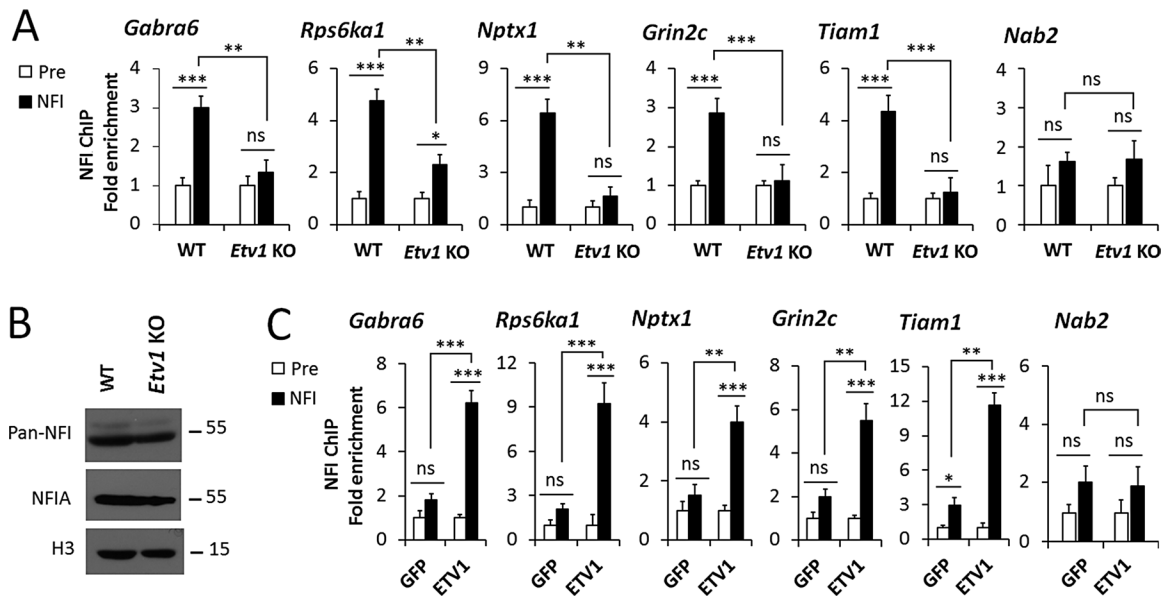 A
Gabra6 Rps6ka1 Nptx1 Grin2c Tiam1 Nab2
Pre
NFI
NFI ChIP
Fold enrichment
** ** ** *** *** ns
*** *** *** *** ***
ns * ns ns ns ns ns
4 3 2 1 0
6 4 2 0
9 6 3 0
4 3 2 1 0
6 4 2 0
4 3 2 1 0
WT Etv1 KO WT Etv1 KO WT Etv1 KO WT Etv1 KO WT Etv1 KO WT Etv1 KO
B
WT Etv1 KO
Pan-NFI 55
NFIA 55
H3 15
C
Gabra6 Rps6ka1 Nptx1 Grin2c Tiam1 Nab2
Pre
NFI
NFI ChIP
Fold enrichment
*** *** ** ** ** ns
*** *** *** *** ***
ns ns ns ns * ns ns
8 6 4 2 0
12 9 6 3 0
6 4 2 0
8 6 4 2 0
15 12 9 6 3 0
6 4 2 0
GFP ETV1 GFP ETV1 GFP ETV1 GFP ETV1 GFP ETV1 GFP ETV1